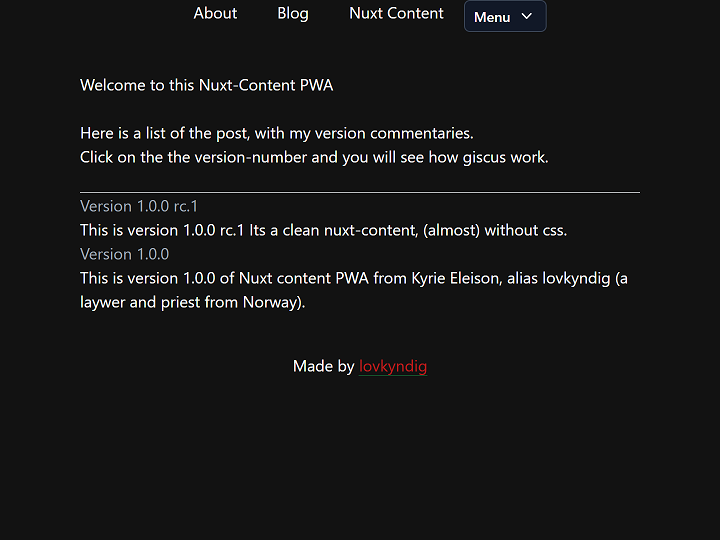 About Blog Nuxt Content Menu
Welcome to this Nuxt-Content PWA
Here is a list of the post, with my version commentaries.
Click on the the version-number and you will see how giscus work.
Version 1.0.0 rc.1
This is version 1.0.0 rc.1 Its a clean nuxt-content, (almost) without css.
Version 1.0.0
This is version 1.0.0 of Nuxt content PWA from Kyrie Eleison, alias lovkyndig (a
laywer and priest from Norway).
Made by lovkyndig